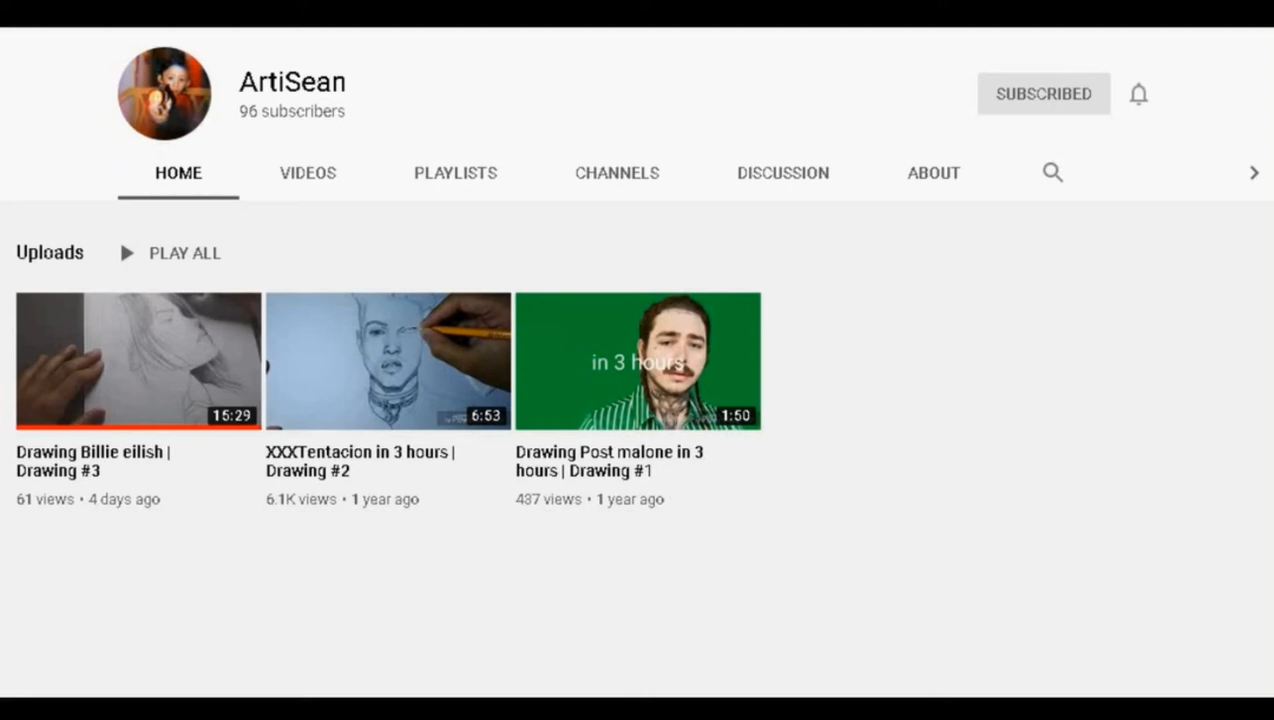 ArtiSean
96 subscribers
SUBSCRIBED
HOME VIDEOS PLAYLISTS CHANNELS DISCUSSION ABOUT
Uploads PLAY ALL
in 3 hours
15:29 6:53 1:50
Drawing Billie eilish |
Drawing #3
61 views • 4 days ago
XXXTentacion in 3 hours |
Drawing #2
6.1K views • 1 year ago
Drawing Post malone in 3
hours | Drawing #1
437 views • 1 year ago